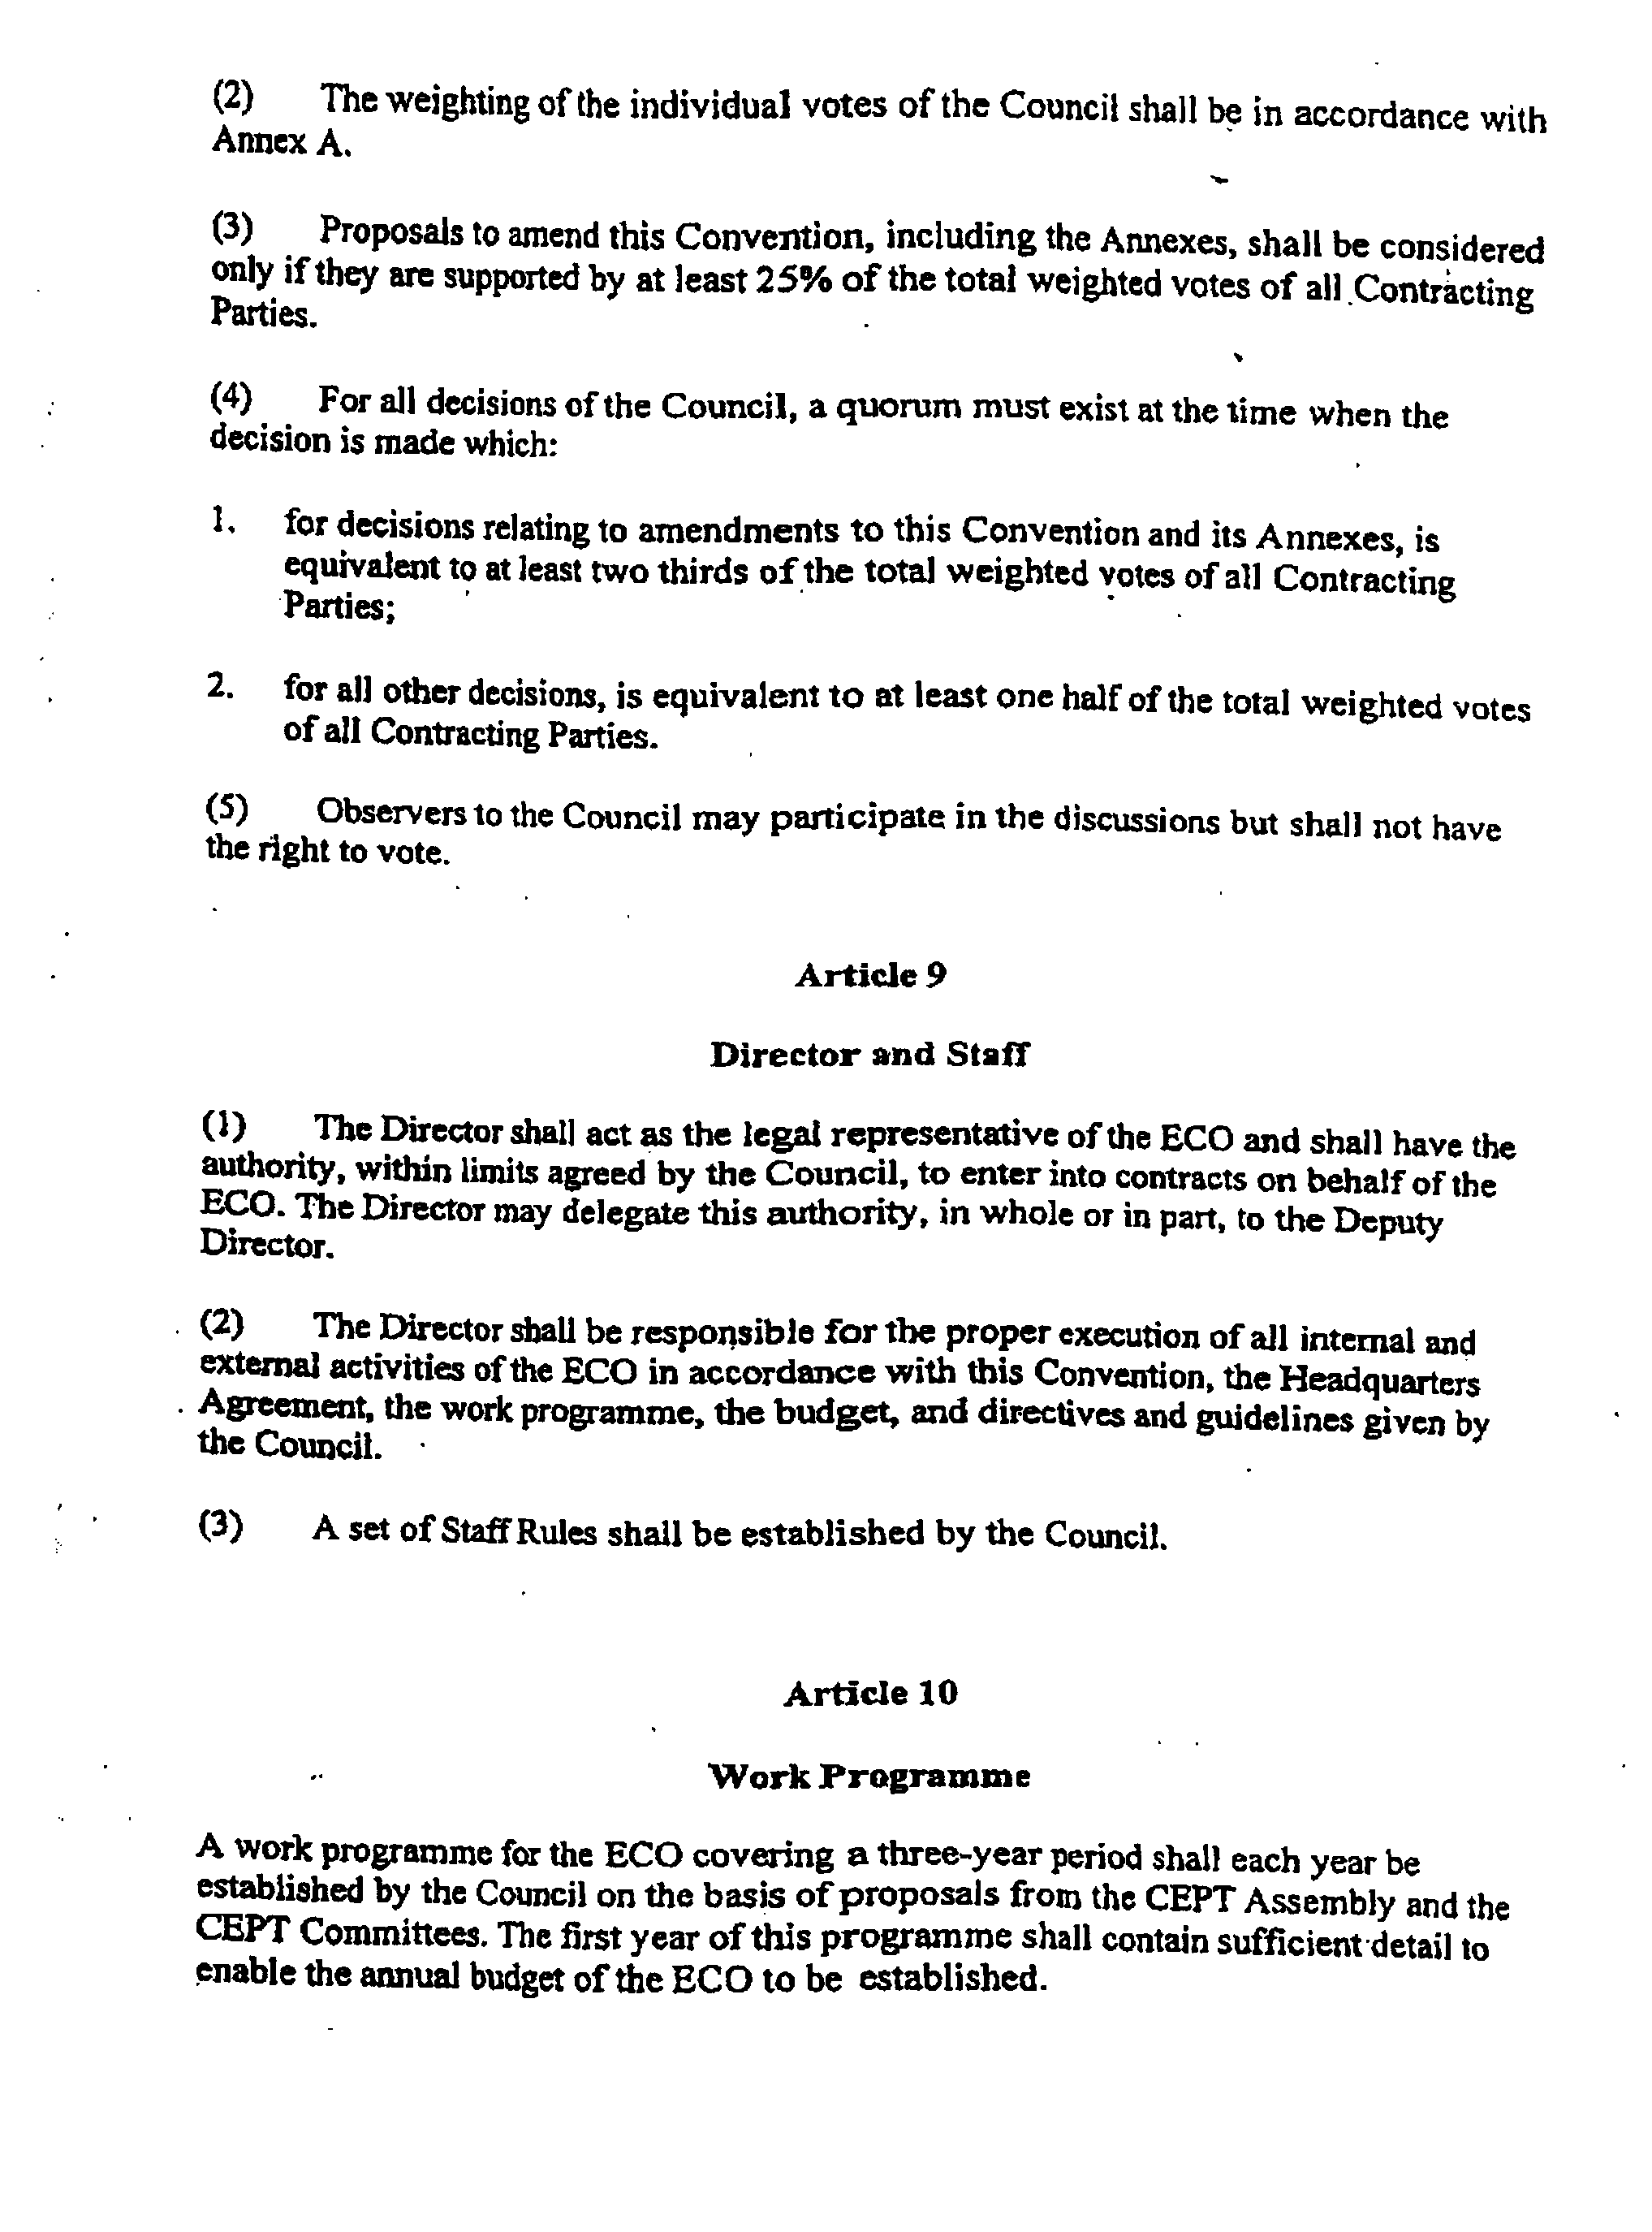 (2) The weighting of the individual votes of the Council shall be in accordance with
Annex A.
(3) Proposals to amend this Convention, including the Annexes, shall be considered
only if they are supported by at least 25% of the total weighted votes of all Contracting
Parties.
(4) For all decisions of the Council, a quorum must exist at the time when the
decision is made which:
1. for decisions relating to amendments to this Convention and its Annexes, is
equivalent to at least two thirds of the total weighted votes of all Contracting
Parties;
2. for all other decisions, is equivalent to at least one half of the total weighted votes
of all Contracting Parties.
(5) Observers to the Council may participate in the discussions but shall not have
the right to vote.
Article 9
Director and Staff
(1) The Director shall act as the legal representative of the ECO and shall have the
authority, within limits agreed by the Council, to enter into contracts on behalf of the
ECO. The Director may delegate this authority, in whole or in part, to the Deputy
Director.
(2) The Director shall be responsible for the proper execution of all internal and
external activities of the ECO in accordance with this Convention, the Headquarters
Agreement, the work programme, the budget, and directives and guidelines given by
the Council.
(3) A set of Staff Rules shall be established by the Council.
Article 10
Work Programme
A work programme for the ECO covering a three-year period shall each year be
established by the Council on the basis of proposals from the CEPT Assembly and the
CEPT Committees. The first year of this programme shall contain sufficient detail to
enable the annual budget of the ECO to be established.